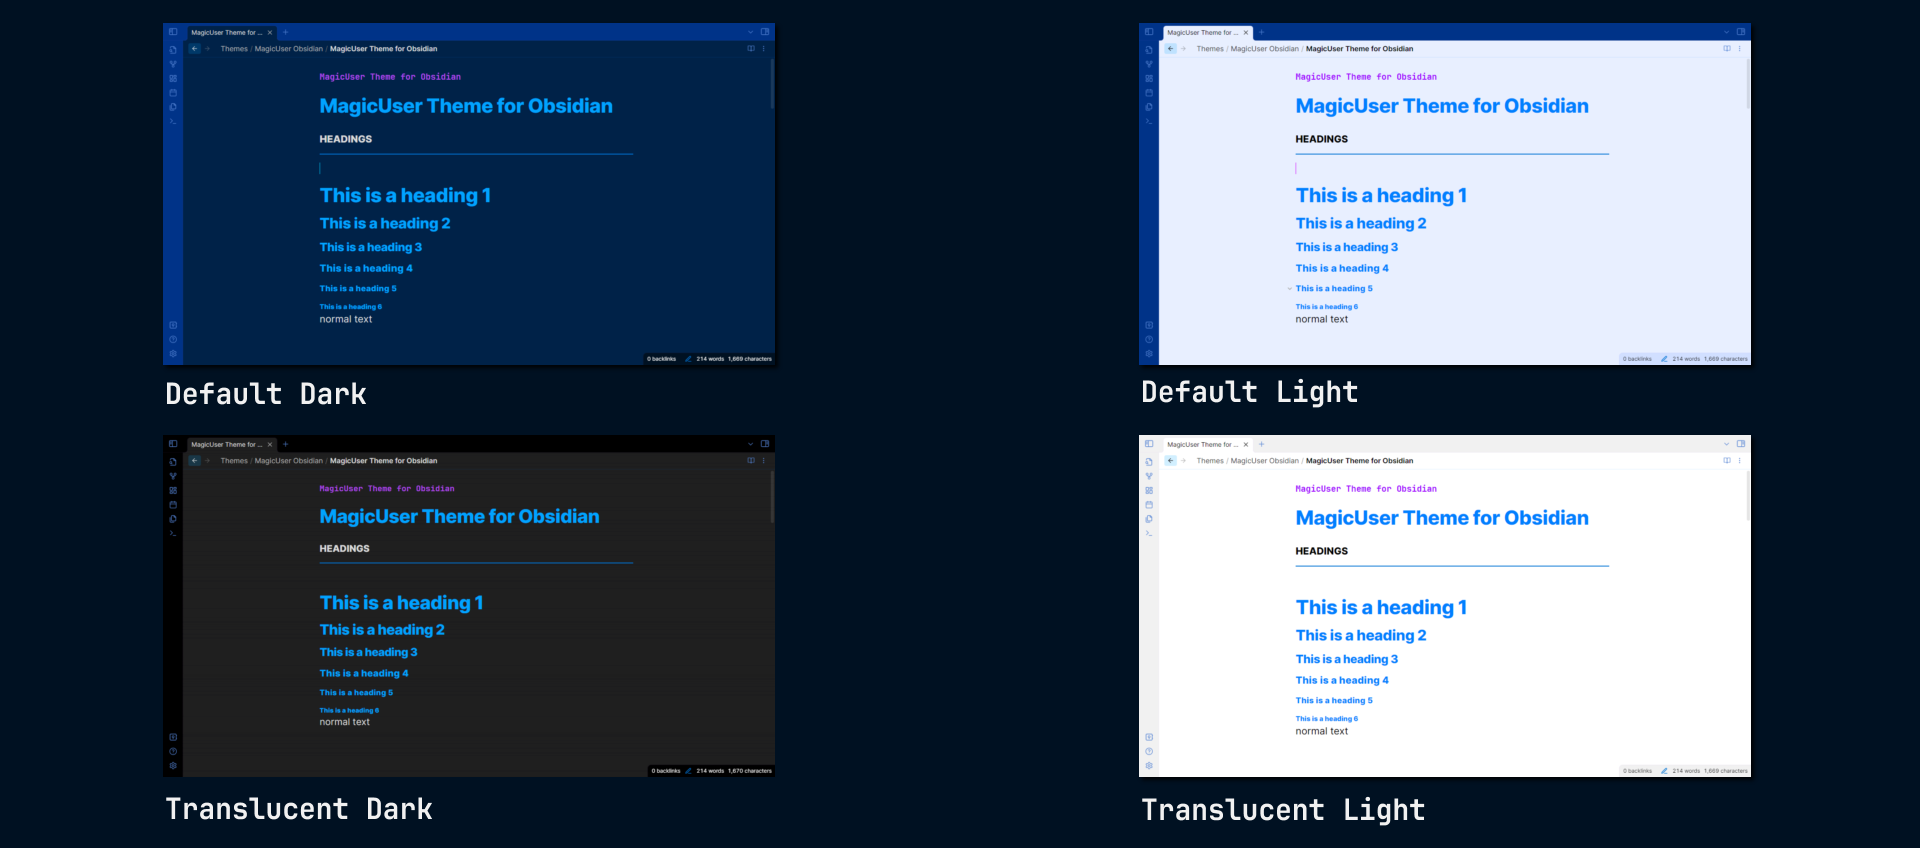 MagicUser Theme for ...
Themes / MagicUser Obsidian / MagicUser Theme for Obsidian
MagicUser Theme for Obsidian
MagicUser Theme for Obsidian
HEADINGS
This is a heading 1
This is a heading 2
This is a heading 3
This is a heading 4
This is a heading 5
This is a heading 6
normal text
0 backlinks 214 words 1,669 characters
Default Dark
MagicUser Theme for ...
Themes / MagicUser Obsidian / MagicUser Theme for Obsidian
MagicUser Theme for Obsidian
MagicUser Theme for Obsidian
HEADINGS
This is a heading 1
This is a heading 2
This is a heading 3
This is a heading 4
This is a heading 5
This is a heading 6
normal text
0 backlinks 214 words 1,669 characters
Default Light
MagicUser Theme for ...
Themes / MagicUser Obsidian / MagicUser Theme for Obsidian
MagicUser Theme for Obsidian
MagicUser Theme for Obsidian
HEADINGS
This is a heading 1
This is a heading 2
This is a heading 3
This is a heading 4
This is a heading 5
This is a heading 6
normal text
0 backlinks 214 words 1,670 characters
Translucent Dark
MagicUser Theme for ...
Themes / MagicUser Obsidian / MagicUser Theme for Obsidian
MagicUser Theme for Obsidian
MagicUser Theme for Obsidian
HEADINGS
This is a heading 1
This is a heading 2
This is a heading 3
This is a heading 4
This is a heading 5
This is a heading 6
normal text
0 backlinks 214 words 1,669 characters
Translucent Light